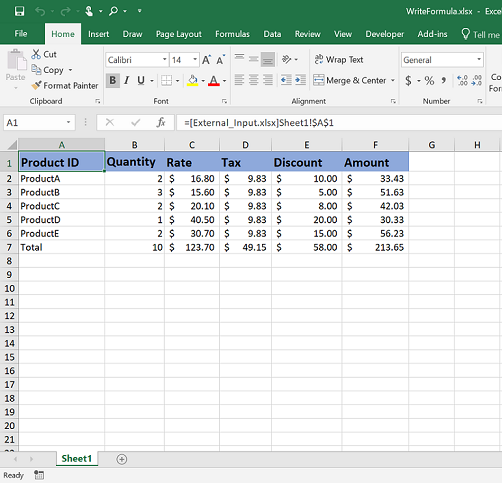 WriteFormula.xlsx - Exce
File Home Insert Draw Page Layout Formulas Data Review View Developer Add-ins Tell me
Paste
Cut
Copy
Format Painter
Clipboard
Calibri 14 A A
B I U A
Font
Wrap Text
Merge & Center
Alignment
General
$ % , .0 .00 .00 .0
Number
Co
Form
A1 fx =[External_Input.xlsx]Sheet1!$A$1
A B C D E F G H
1 Product ID Quantity Rate Tax Discount Amount
2 ProductA 2 $ 16.80 $ 9.83 $ 10.00 $ 33.43
3 ProductB 3 $ 15.60 $ 9.83 $ 5.00 $ 51.63
4 ProductC 2 $ 20.10 $ 9.83 $ 8.00 $ 42.03
5 ProductD 1 $ 40.50 $ 9.83 $ 20.00 $ 30.33
6 ProductE 2 $ 30.70 $ 9.83 $ 15.00 $ 56.23
7 Total 10 $ 123.70 $ 49.15 $ 58.00 $ 213.65
8
9
10
11
12
13
14
15
16
17
18
19
20
21
Sheet1
Ready